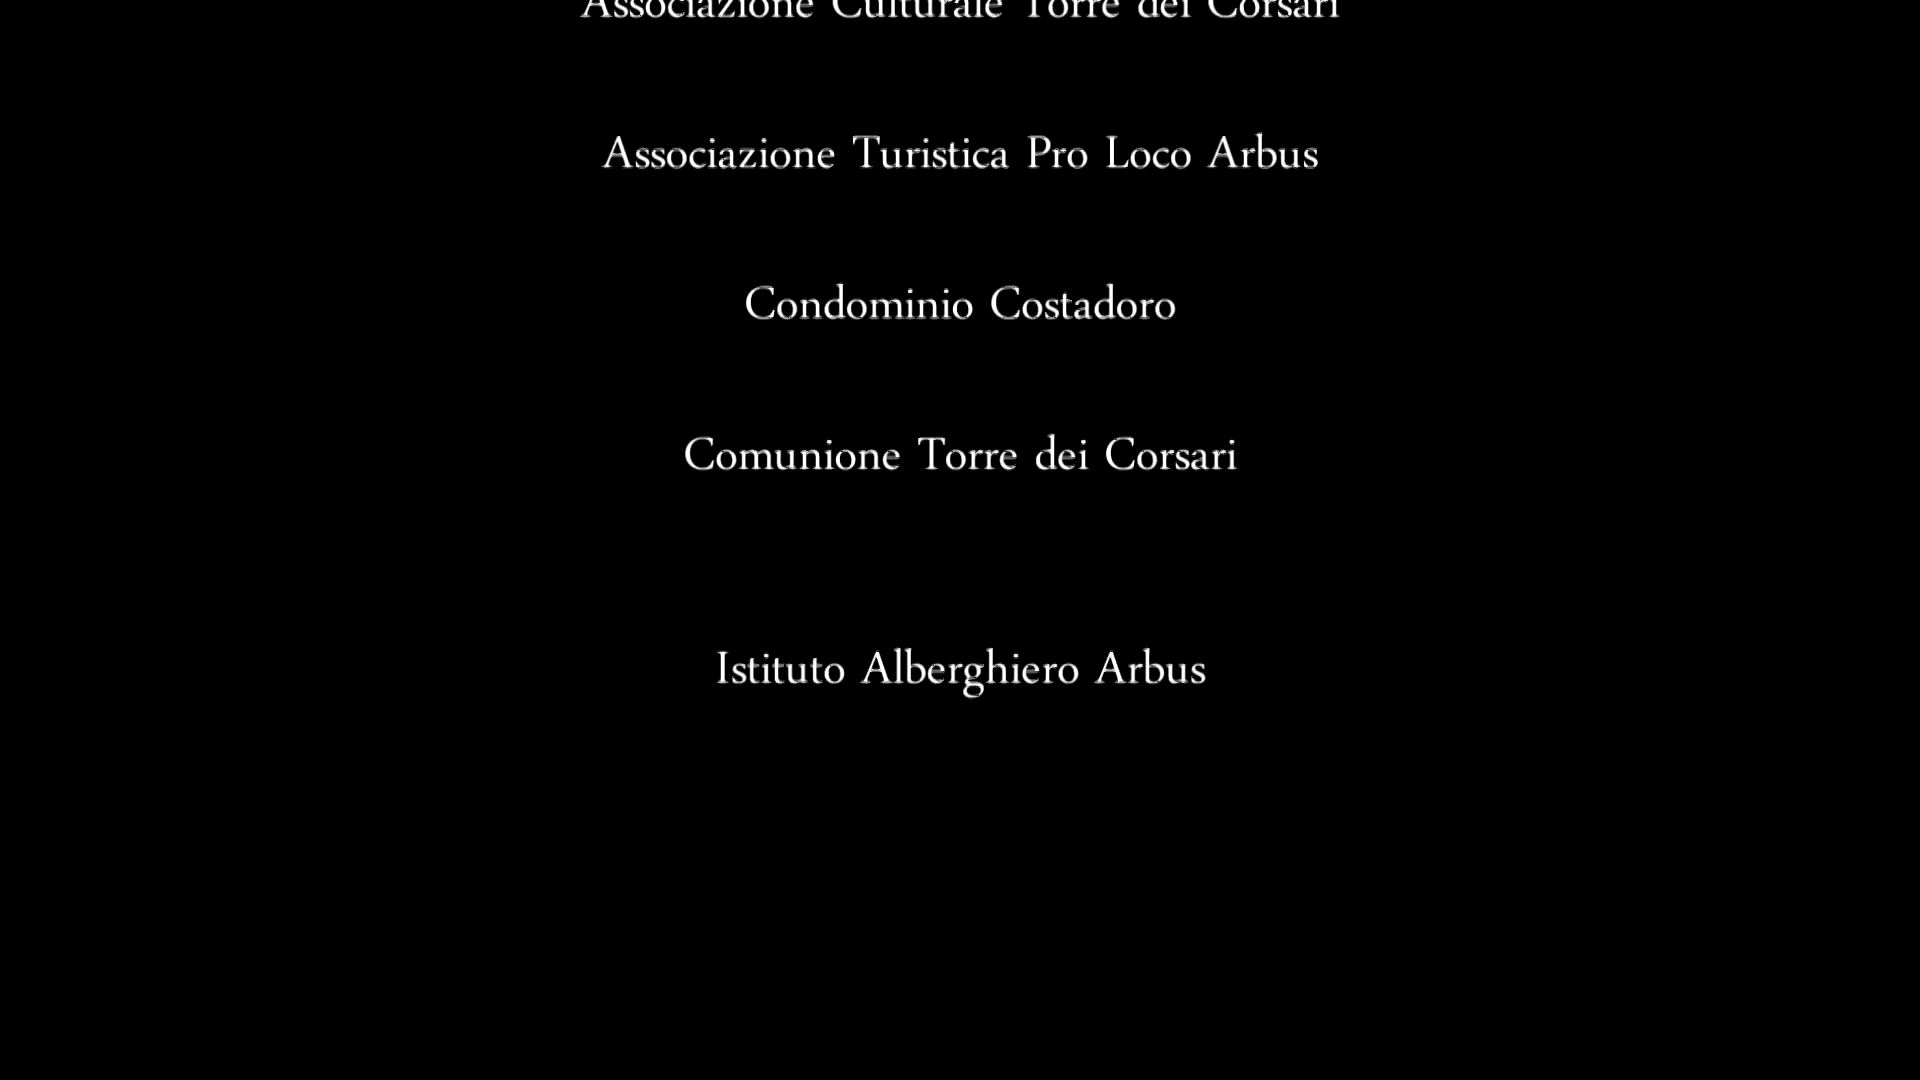 Associazione Culturale Torre dei Corsari
Associazione Turistica Pro Loco Arbus
Condominio Costadoro
Comunione Torre dei Corsari
Istituto Alberghiero Arbus